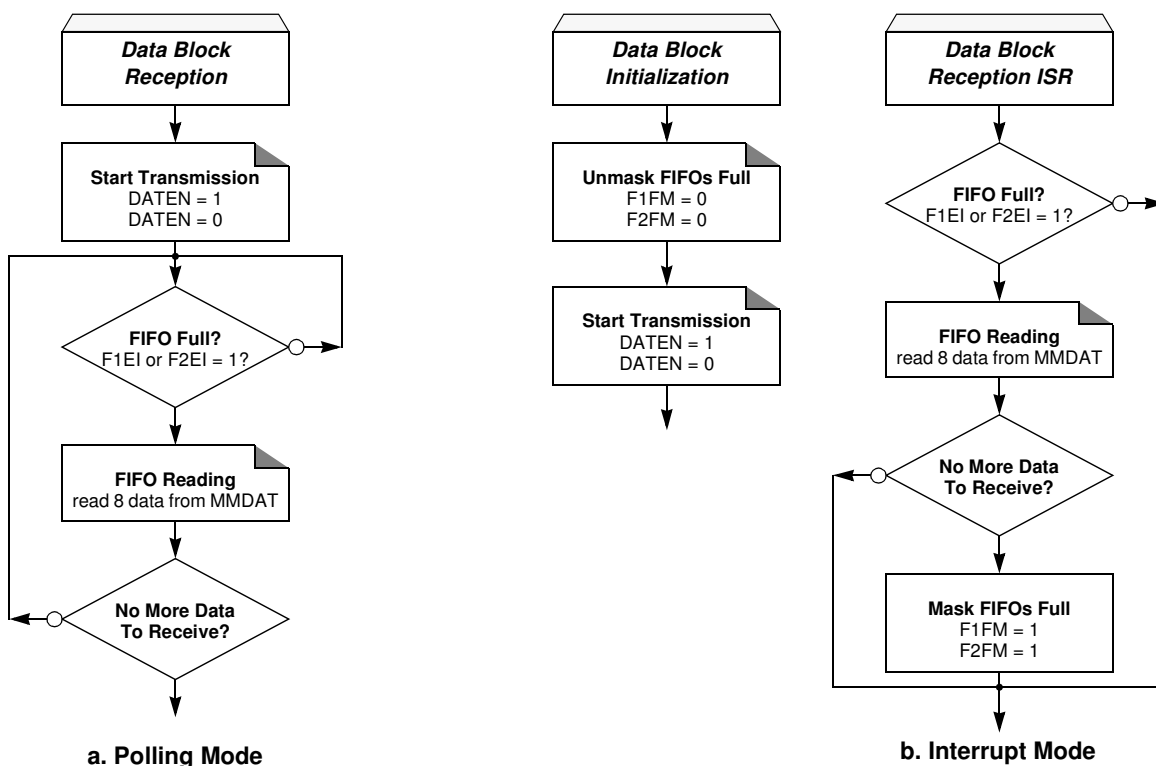 Data Block
Reception
Start Transmission
DATEN = 1
DATEN = 0
FIFO Full?
F1EI or F2EI = 1?
FIFO Reading
read 8 data from MMDAT
No More Data
To Receive?
a. Polling Mode
Data Block
Initialization
Unmask FIFOs Full
F1FM = 0
F2FM = 0
Start Transmission
DATEN = 1
DATEN = 0
Data Block
Reception ISR
FIFO Full?
F1EI or F2EI = 1?
FIFO Reading
read 8 data from MMDAT
No More Data
To Receive?
Mask FIFOs Full
F1FM = 1
F2FM = 1
b. Interrupt Mode